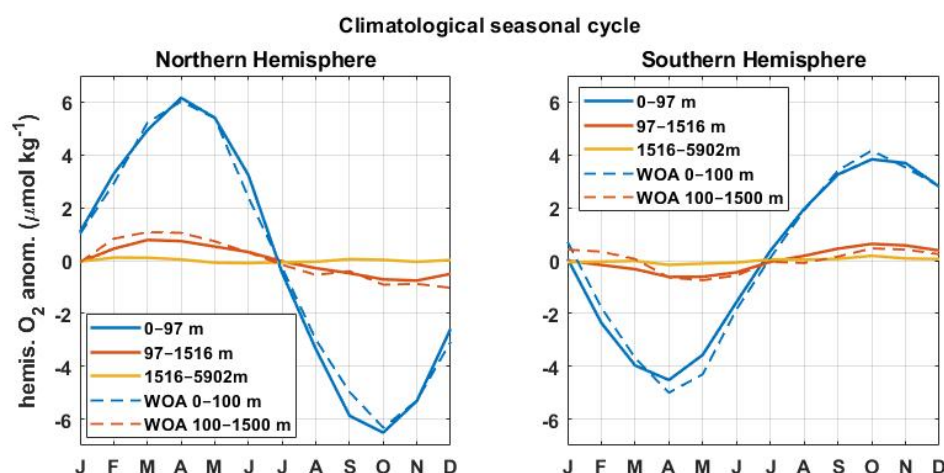 Climatological seasonal cycle
Northern Hemisphere
hemis. O2 anom. (μmol kg-1)
6
4
2
0
-2
-4
-6
0−97 m
97−1516 m
1516−5902m
WOA 0−100 m
WOA 100−1500 m
J F M A M J J A S O N D
Southern Hemisphere
6
4
2
0
-2
-4
-6
0−97 m
97−1516 m
1516−5902m
WOA 0−100 m
WOA 100−1500 m
J F M A M J J A S O N D